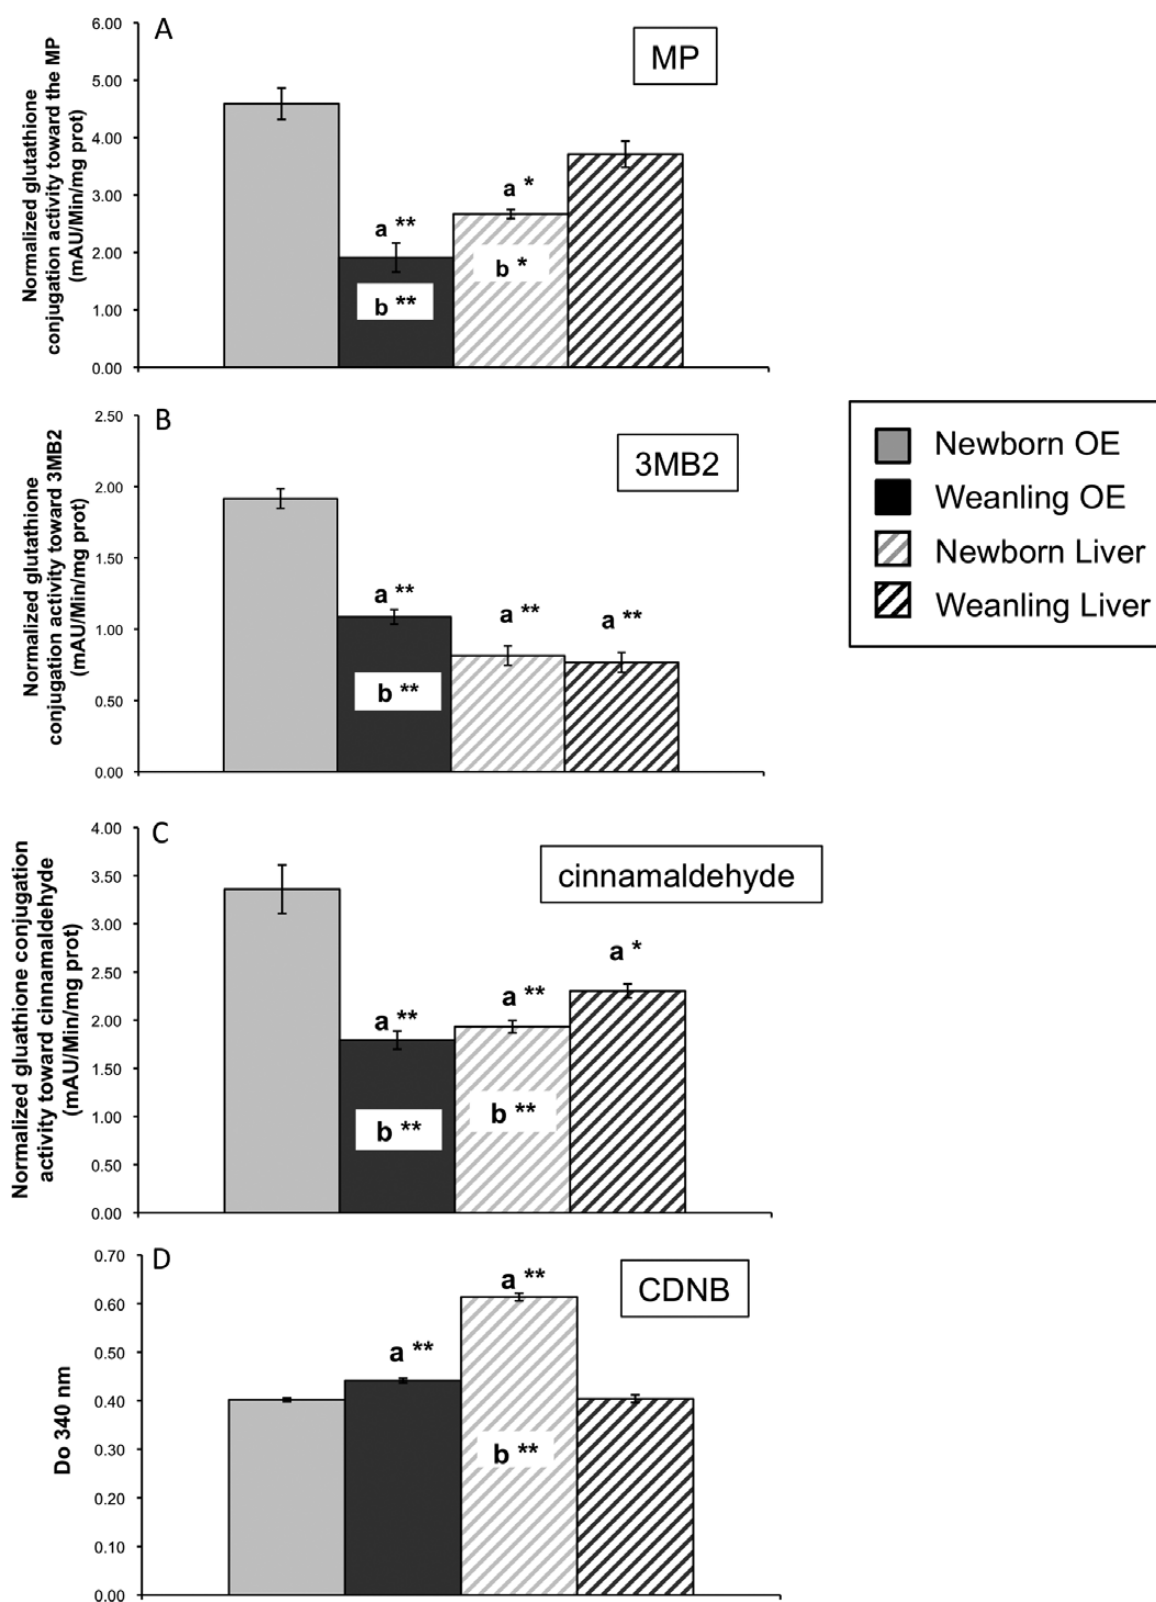 A
MP
Normalized glutathione
conjugation activity toward the MP
(mAU/Min/mg prot)
6.00
5.00
4.00
3.00
2.00
1.00
0.00
a **
b **
a *
b *
B
3MB2
Normalized glutathione
conjugation activity toward 3MB2
(mAU/Min/mg prot)
2.50
2.00
1.50
1.00
0.50
0.00
a **
b **
a **
a **
Newborn OE
Weanling OE
Newborn Liver
Weanling Liver
C
cinnamaldehyde
Normalized gluathione conjugation
activity toward cinnamaldehyde
(mAU/Min/mg prot)
4.00
3.50
3.00
2.50
2.00
1.50
1.00
0.50
0.00
a **
b **
a **
b **
a *
D
CDNB
Do 340 nm
0.70
0.60
0.50
0.40
0.30
0.20
0.10
0.00
a **
a **
b **